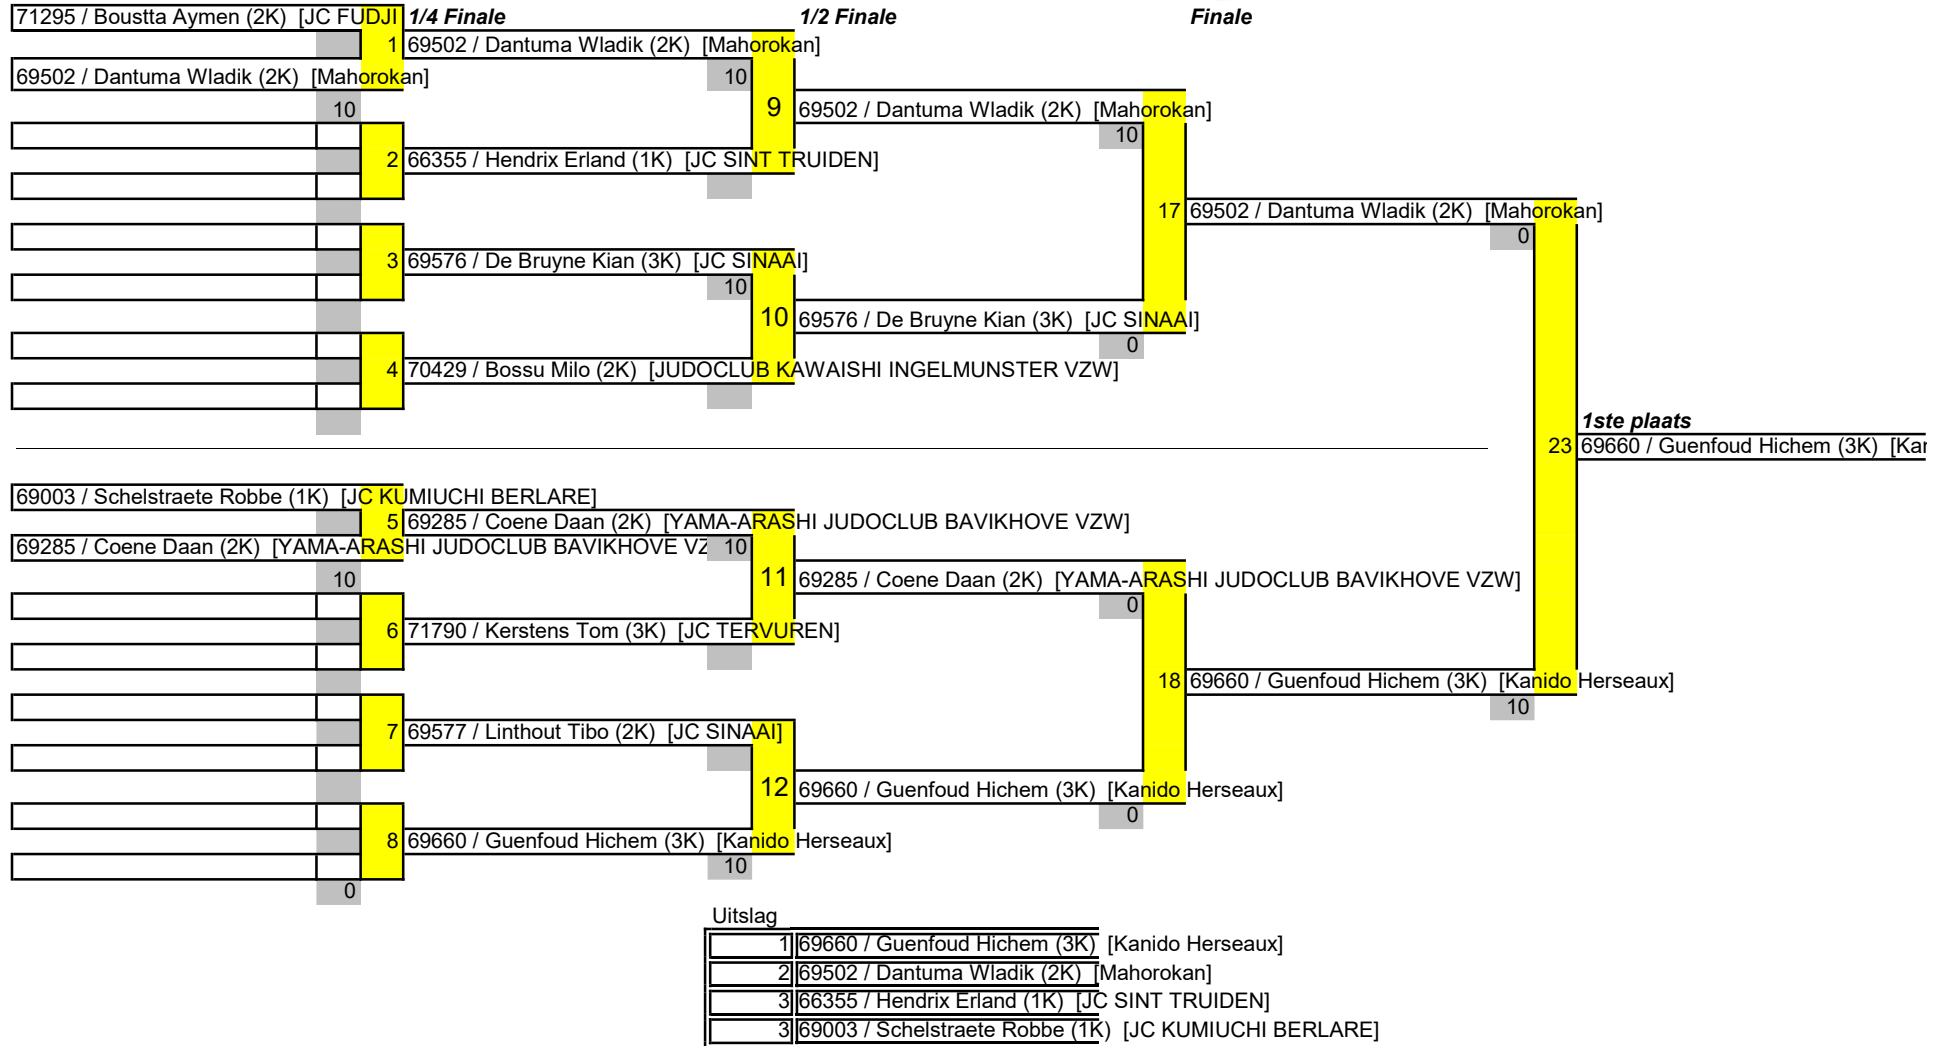 71295 / Boustta Aymen (2K) [JC FUDJI 1/4 Finale 1/2 Finale Finale
1 69502 / Dantuma Wladik (2K) [Mahorokan]
69502 / Dantuma Wladik (2K) [Mahorokan] 10
10 9 69502 / Dantuma Wladik (2K) [Mahorokan]
10
2 66355 / Hendrix Erland (1K) [JC SINT TRUIDEN]
17 69502 / Dantuma Wladik (2K) [Mahorokan]
0
3 69576 / De Bruyne Kian (3K) [JC SINAAI]
10
10 69576 / De Bruyne Kian (3K) [JC SINAAI]
0
4 70429 / Bossu Milo (2K) [JUDOCLUB KAWAISHI INGELMUNSTER VZW]
1ste plaats
23 69660 / Guenfoud Hichem (3K) [Kar
69003 / Schelstraete Robbe (1K) [JC KUMIUCHI BERLARE]
5 69285 / Coene Daan (2K) [YAMA-ARASHI JUDOCLUB BAVIKHOVE VZW]
69285 / Coene Daan (2K) [YAMA-ARASHI JUDOCLUB BAVIKHOVE VZ 10
10 11 69285 / Coene Daan (2K) [YAMA-ARASHI JUDOCLUB BAVIKHOVE VZW]
0
6 71790 / Kerstens Tom (3K) [JC TERVUREN]
18 69660 / Guenfoud Hichem (3K) [Kanido Herseaux]
10
7 69577 / Linthout Tibo (2K) [JC SINAAI]
12 69660 / Guenfoud Hichem (3K) [Kanido Herseaux]
0
8 69660 / Guenfoud Hichem (3K) [Kanido Herseaux]
10
0
Uitslag
1 69660 / Guenfoud Hichem (3K) [Kanido Herseaux]
2 69502 / Dantuma Wladik (2K) [Mahorokan]
3 66355 / Hendrix Erland (1K) [JC SINT TRUIDEN]
3 69003 / Schelstraete Robbe (1K) [JC KUMIUCHI BERLARE]